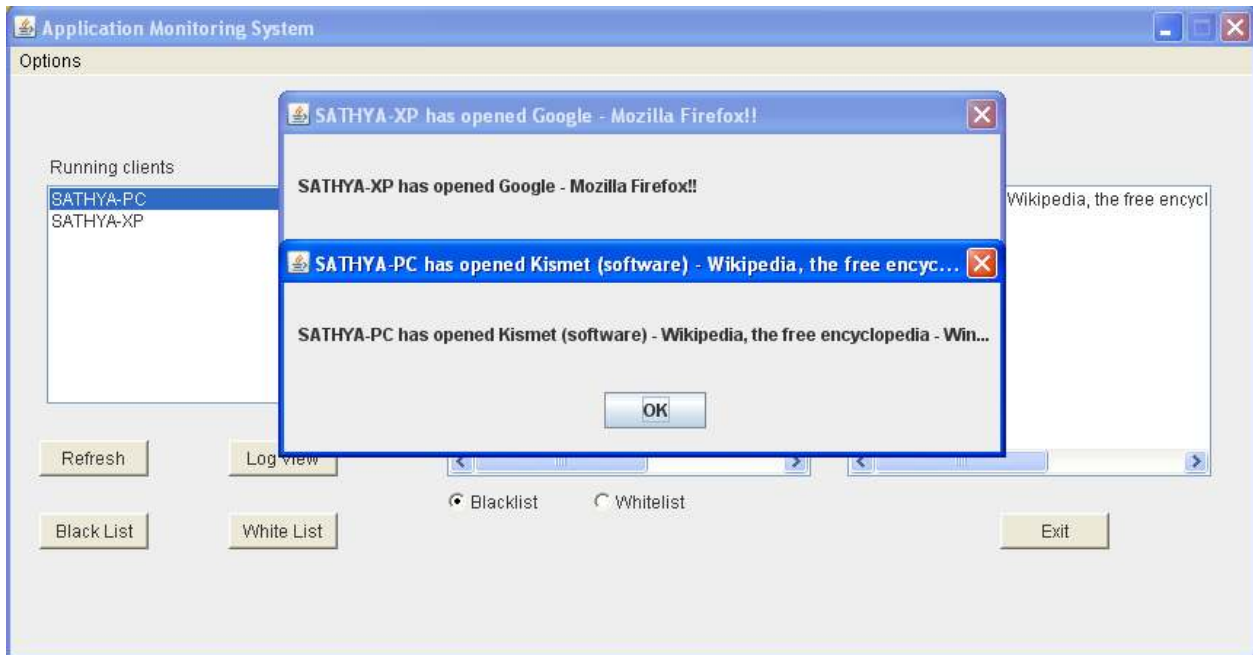 Application Monitoring System
Options
SATHYA-XP has opened Google - Mozilla Firefox!!
SATHYA-XP has opened Google - Mozilla Firefox!!
Running clients
SATHYA-PC
SATHYA-XP
Wikipedia, the free encycl
SATHYA-PC has opened Kismet (software) - Wikipedia, the free encyc...
SATHYA-PC has opened Kismet (software) - Wikipedia, the free encyclopedia - Win...
OK
Refresh
Log View
Blacklist
Whitelist
Black List
White List
Exit